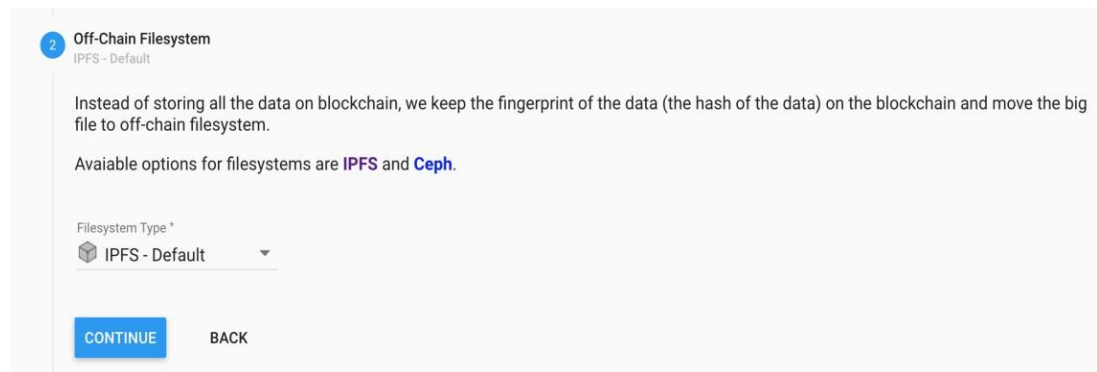 2
Off-Chain Filesystem
IPFS - Default
Instead of storing all the data on blockchain, we keep the fingerprint of the data (the hash of the data) on the blockchain and move the big
file to off-chain filesystem.
Avaiable options for filesystems are IPFS and Ceph.
Filesystem Type *
IPFS - Default
CONTINUE BACK